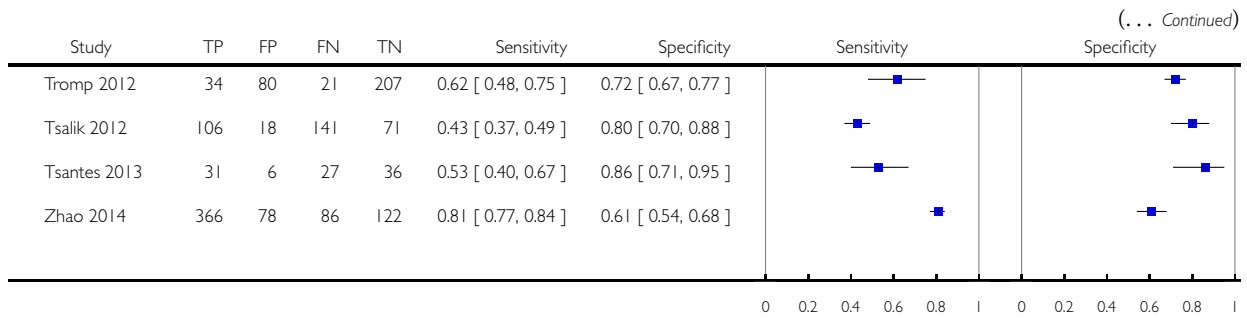 (... Continued)
Study TP FP FN TN Sensitivity Specificity Sensitivity Specificity
Tromp 2012 34 80 21 207 0.62 [ 0.48, 0.75 ] 0.72 [ 0.67, 0.77 ]
Tsalik 2012 106 18 141 71 0.43 [ 0.37, 0.49 ] 0.80 [ 0.70, 0.88 ]
Tsantes 2013 31 6 27 36 0.53 [ 0.40, 0.67 ] 0.86 [ 0.71, 0.95 ]
Zhao 2014 366 78 86 122 0.81 [ 0.77, 0.84 ] 0.61 [ 0.54, 0.68 ]
0 0.2 0.4 0.6 0.8 1 0 0.2 0.4 0.6 0.8 1